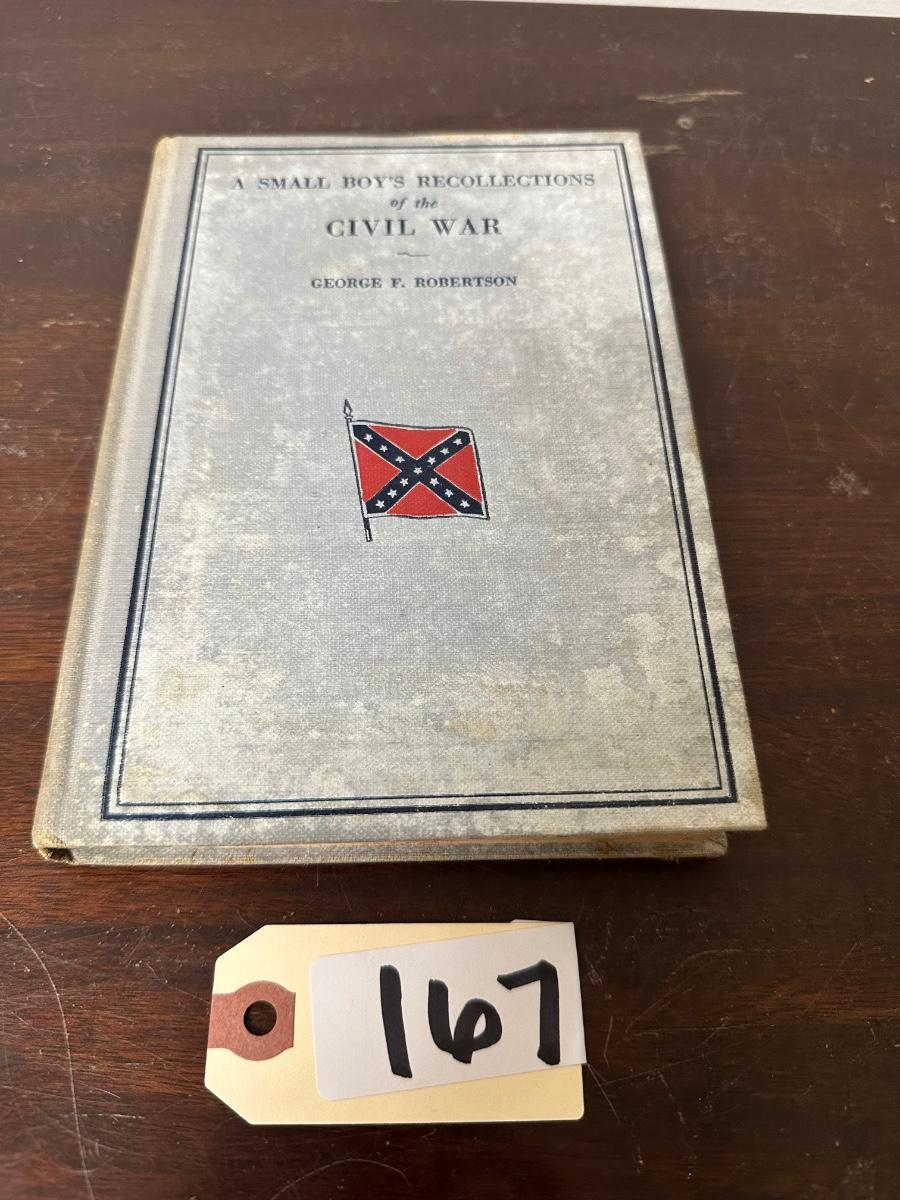 A SMALL BOY'S RECOLLECTIONS
of the
CIVIL WAR
GEORGE F. ROBERTSON
167